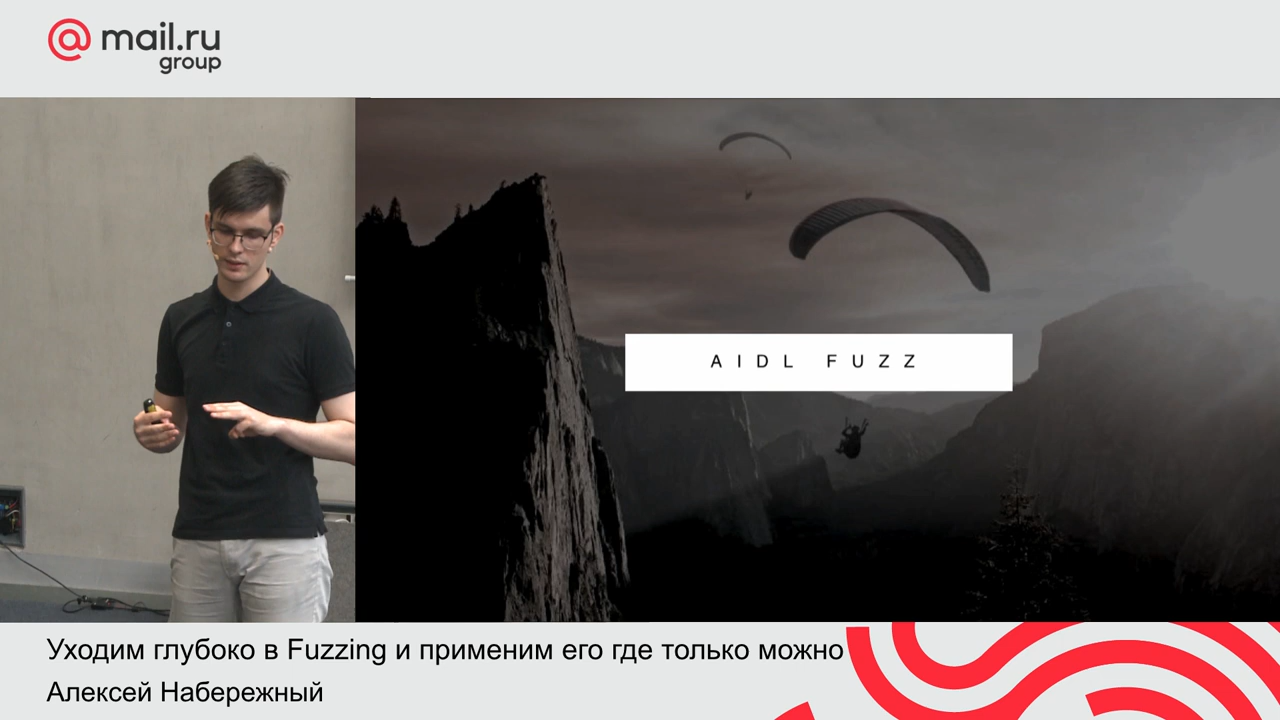 mail.ru
group
AIDL FUZZ
Уходим глубоко в Fuzzing и применим его где только можно
Алексей Набережный